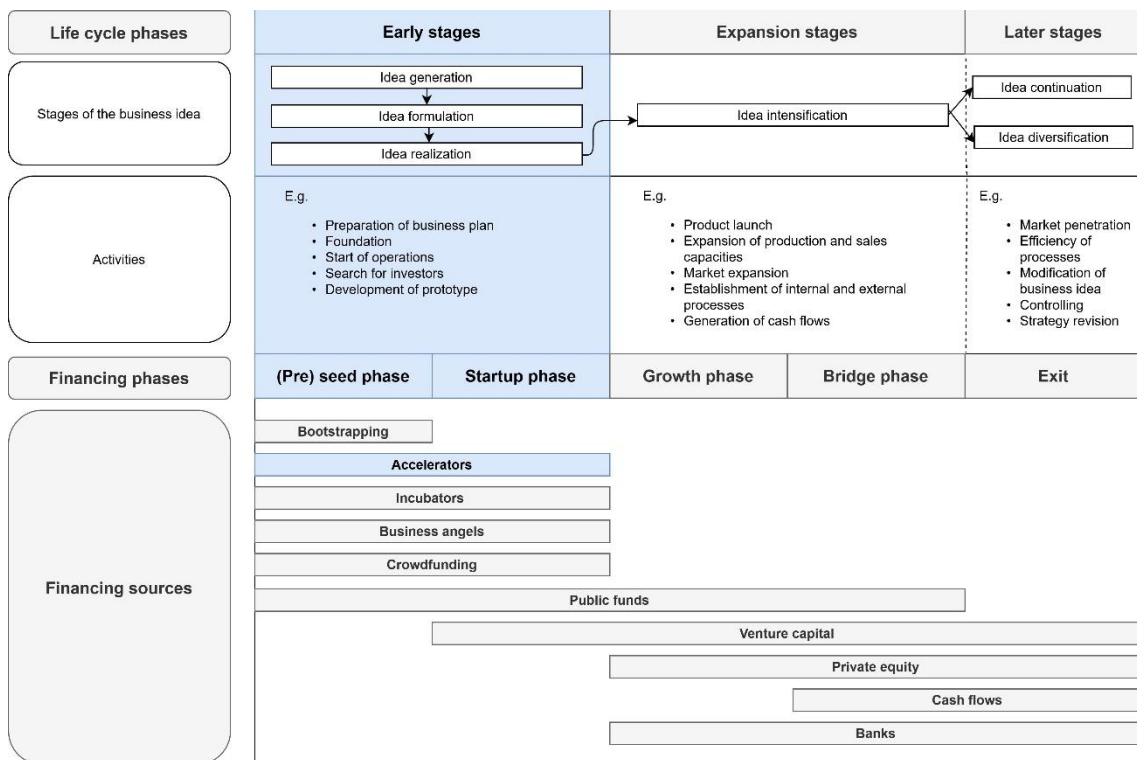 Life cycle phases
Early stages
Expansion stages
Later stages
Stages of the business idea
Idea generation
Idea formulation
Idea realization
Idea intensification
Idea continuation
Idea diversification
Activities
E.g.
• Preparation of business plan
• Foundation
• Start of operations
• Search for investors
• Development of prototype
E.g.
• Product launch
• Expansion of production and sales
capacities
• Market expansion
• Establishment of internal and external
processes
• Generation of cash flows
E.g.
• Market penetration
• Efficiency of
processes
• Modification of
business idea
• Controlling
• Strategy revision
Financing phases
(Pre) seed phase
Startup phase
Growth phase
Bridge phase
Exit
Financing sources
Bootstrapping
Accelerators
Incubators
Business angels
Crowdfunding
Public funds
Venture capital
Private equity
Cash flows
Banks